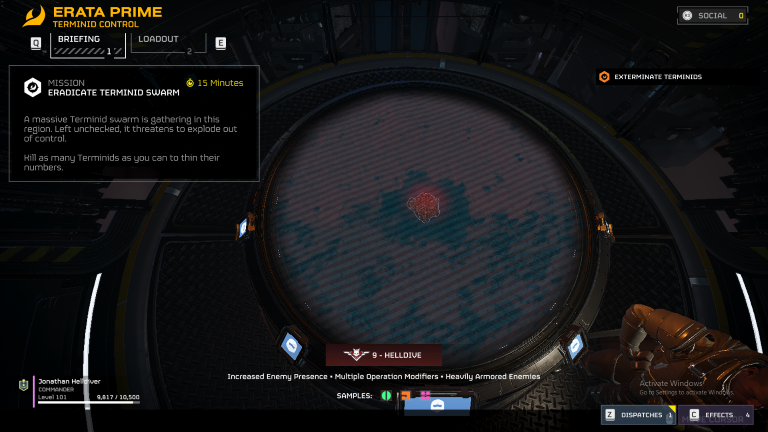 ERATA PRIME
TERMINID CONTROL
SOCIAL 0
Q
BRIEFING
1
LOADOUT
2
E
MISSION
15 Minutes
ERADICATE TERMINID SWARM
EXTERMINATE TERMINIDS
A massive Terminid swarm is gathering in this
region. Left unchecked, it threatens to explode out
of control.
Kill as many Terminids as you can to thin their
numbers.
9 - HELLDIVE
Increased Enemy Presence • Multiple Operation Modifiers • Heavily Armored Enemies
SAMPLES:
Jonathan Helldiver
COMMANDER
Level 101
9,817 / 10,500
Activate Windows
Go to Settings to activate Windows.
Z DISPATCHES 1
C EFFECTS 4
CURSOR